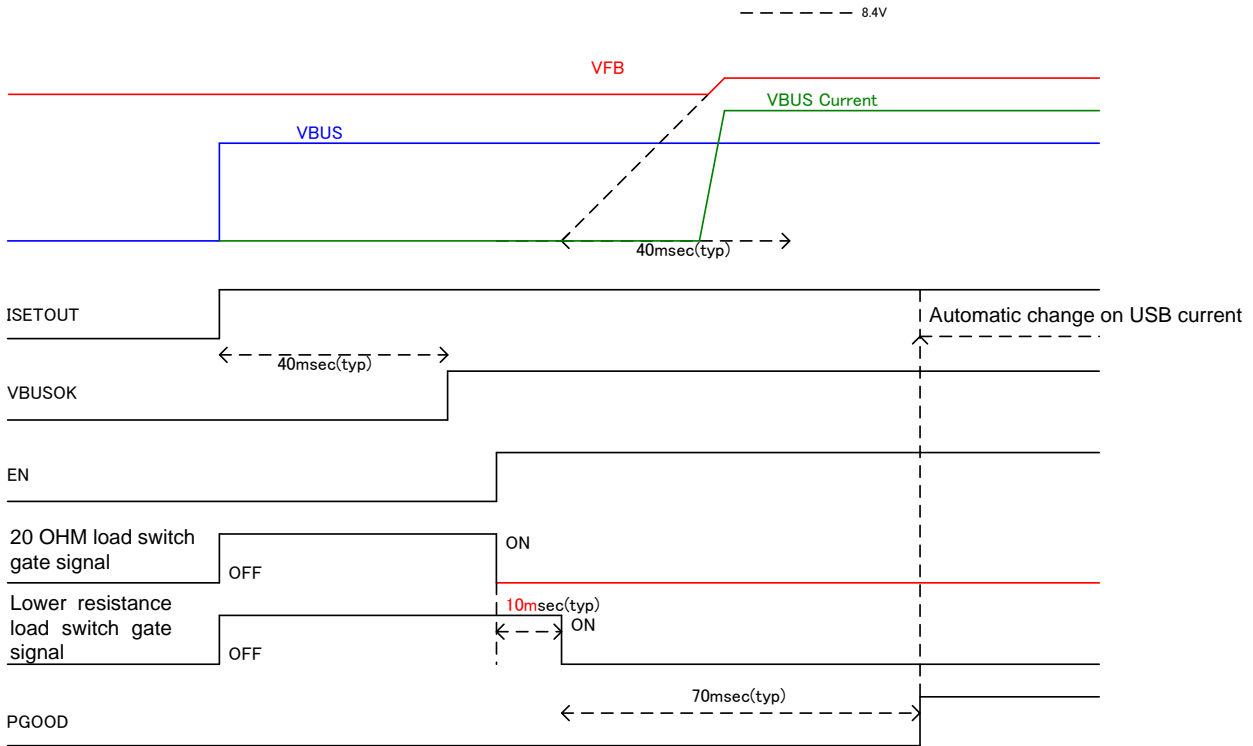 8.4V
VFB
VBUS Current
VBUS
40msec(typ)
ISETOUT
Automatic change on USB current
40msec(typ)
VBUSOK
EN
20 OHM load switch
gate signal
ON
OFF
Lower resistance
load switch gate
signal
10msec(typ)
ON
OFF
70msec(typ)
PGOOD